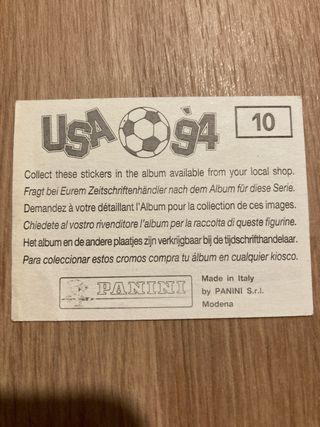 USA '94
10
Collect these stickers in the album available from your local shop.
Fragt bei Eurem Zeitschriftenhändler nach dem Album für diese Serie.
Demandez à votre détaillant l'Album pour la collection de ces images.
Chiedete al vostro rivenditore l'album per la raccolta di queste figurine.
Het album en de andere plaatjes zijn verkrijgbaar bij de tijdschrifthandelaar.
Para coleccionar estos cromos compra tu álbum en cualquier kiosco.
PANINI
Made in Italy
by PANINI S.r.l.
Modena